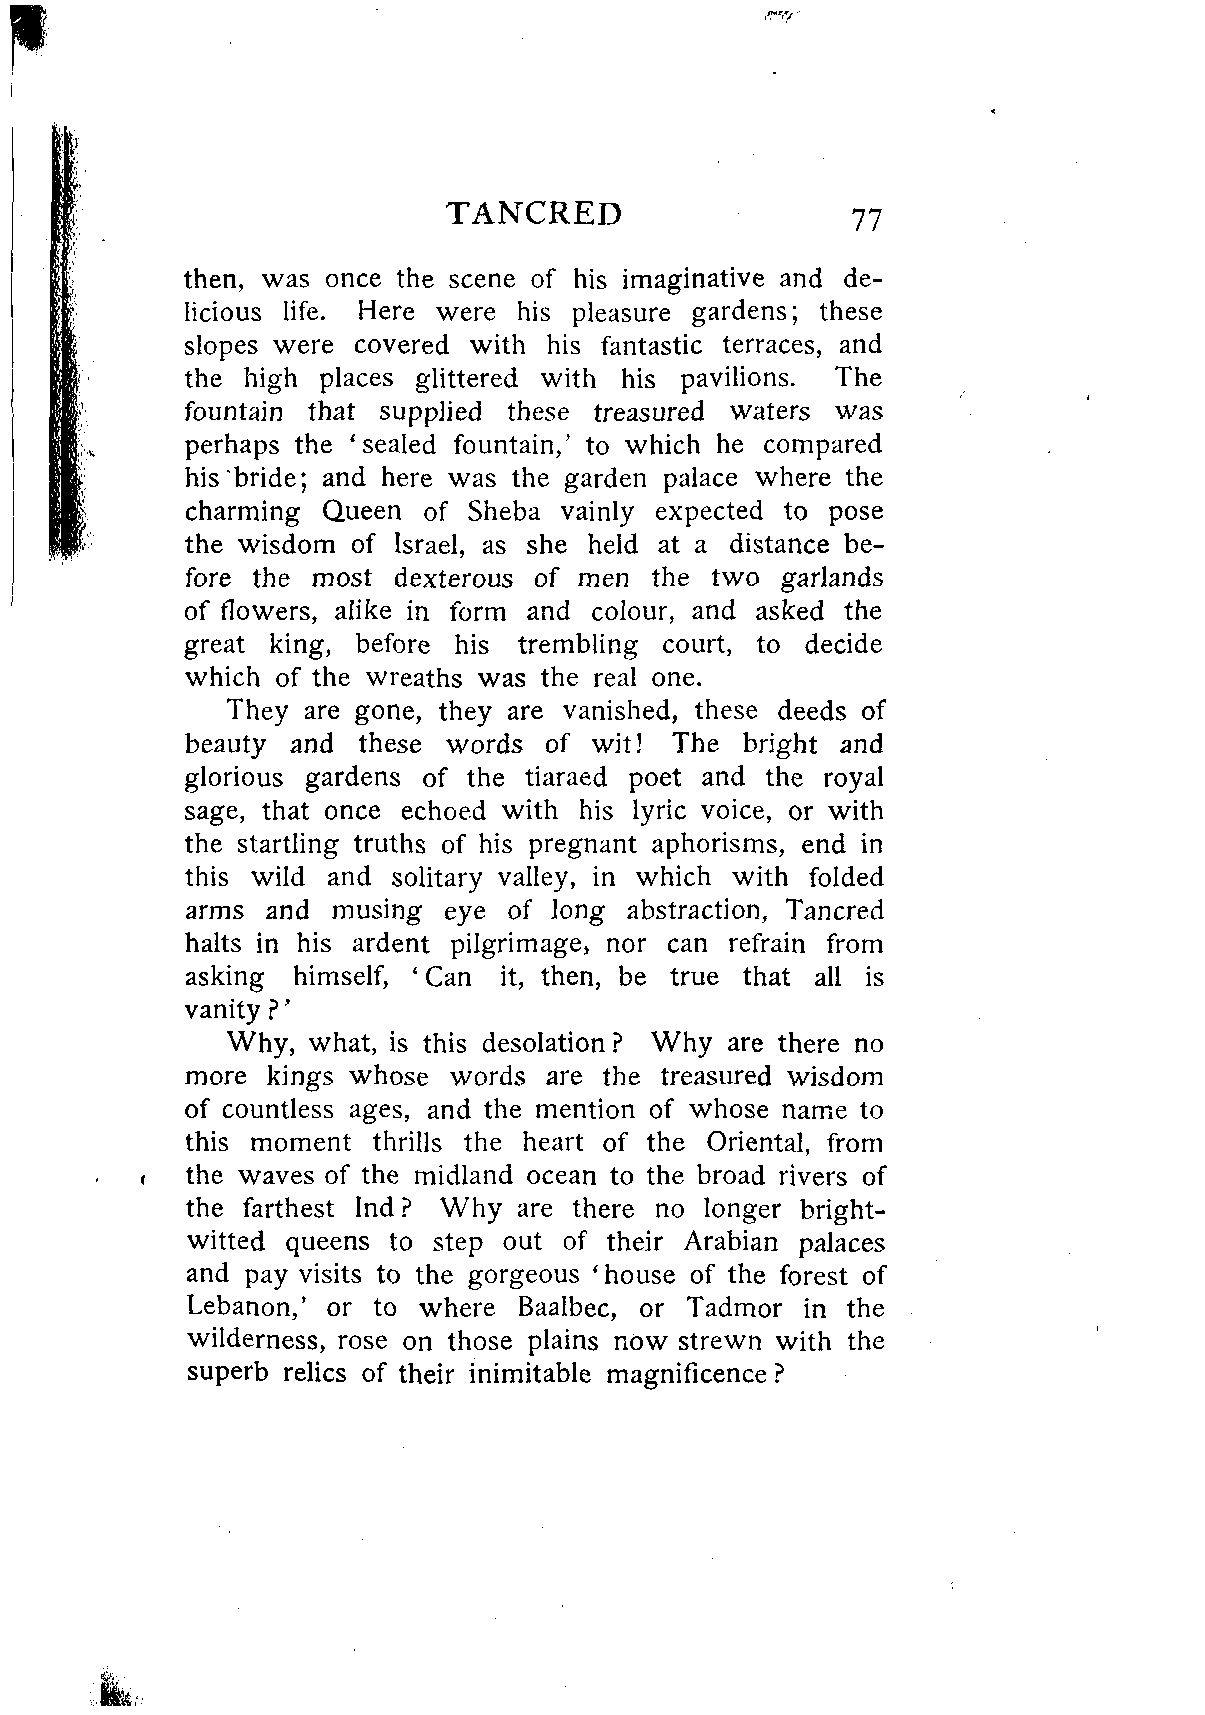 TANCRED 77
then, was once the scene of his imaginative and de-
licious life. Here were his pleasure gardens; these
slopes were covered with his fantastic terraces, and
the high places glittered with his pavilions. The
fountain that supplied these treasured waters was
perhaps the ‘sealed fountain,’ to which he compared
his bride; and here was the garden palace where the
charming Queen of Sheba vainly expected to pose
the wisdom of Israel, as she held at a distance be-
fore the most dexterous of men the two garlands
of flowers, alike in form and colour, and asked the
great king, before his trembling court, to decide
which of the wreaths was the real one.
They are gone, they are vanished, these deeds of
beauty and these words of wit! The bright and
glorious gardens of the tiaraed poet and the royal
sage, that once echoed with his lyric voice, or with
the startling truths of his pregnant aphorisms, end in
this wild and solitary valley, in which with folded
arms and musing eye of long abstraction, Tancred
halts in his ardent pilgrimage, nor can refrain from
asking himself, ‘Can it, then, be true that all is
vanity?’
Why, what, is this desolation? Why are there no
more kings whose words are the treasured wisdom
of countless ages, and the mention of whose name to
this moment thrills the heart of the Oriental, from
the waves of the midland ocean to the broad rivers of
the farthest Ind? Why are there no longer bright-
witted queens to step out of their Arabian palaces
and pay visits to the gorgeous ‘house of the forest of
Lebanon,’ or to where Baalbec, or Tadmor in the
wilderness, rose on those plains now strewn with the
superb relics of their inimitable magnificence?